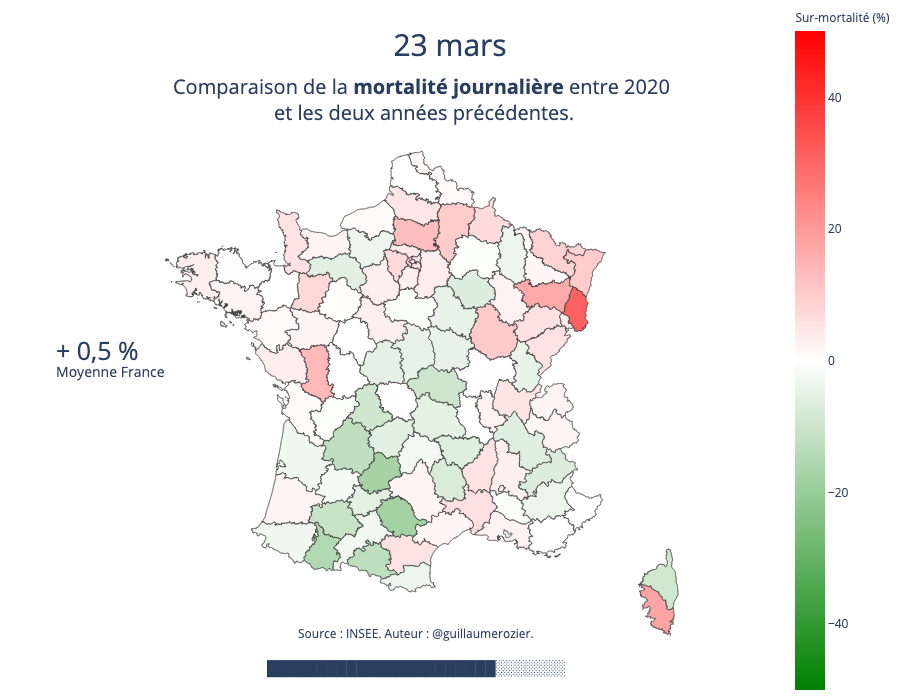 Sur-mortalité (%)
23 mars
Comparaison de la mortalité journalière entre 2020
et les deux années précédentes.
40
20
0
−20
−40
+ 0,5 %
Moyenne France
Source : INSEE. Auteur : @guillaumerozier.